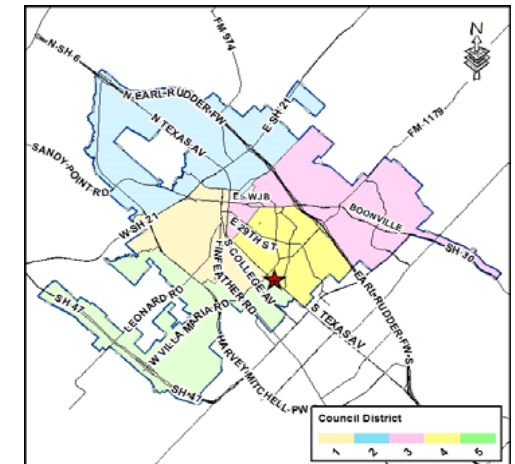 FM 974
N
N-SH-6
N-EARL-RUDDER-FW
E SH 21
N TEXAS AV
FM-1179
SANDY-POINT-RD
E WJB
BOONVILLE
W-SH 21
E 29TH ST
SH-30
S COLLEGE AV
FINFEATHER RD
EARL-RUDDER-FW-S
LEONARD RD
S TEXAS AV
SH-47
W VILLA MARIA-RD
HARVEY-MITCHELL-PW
SH-47
Council District
1 2 3 4 5